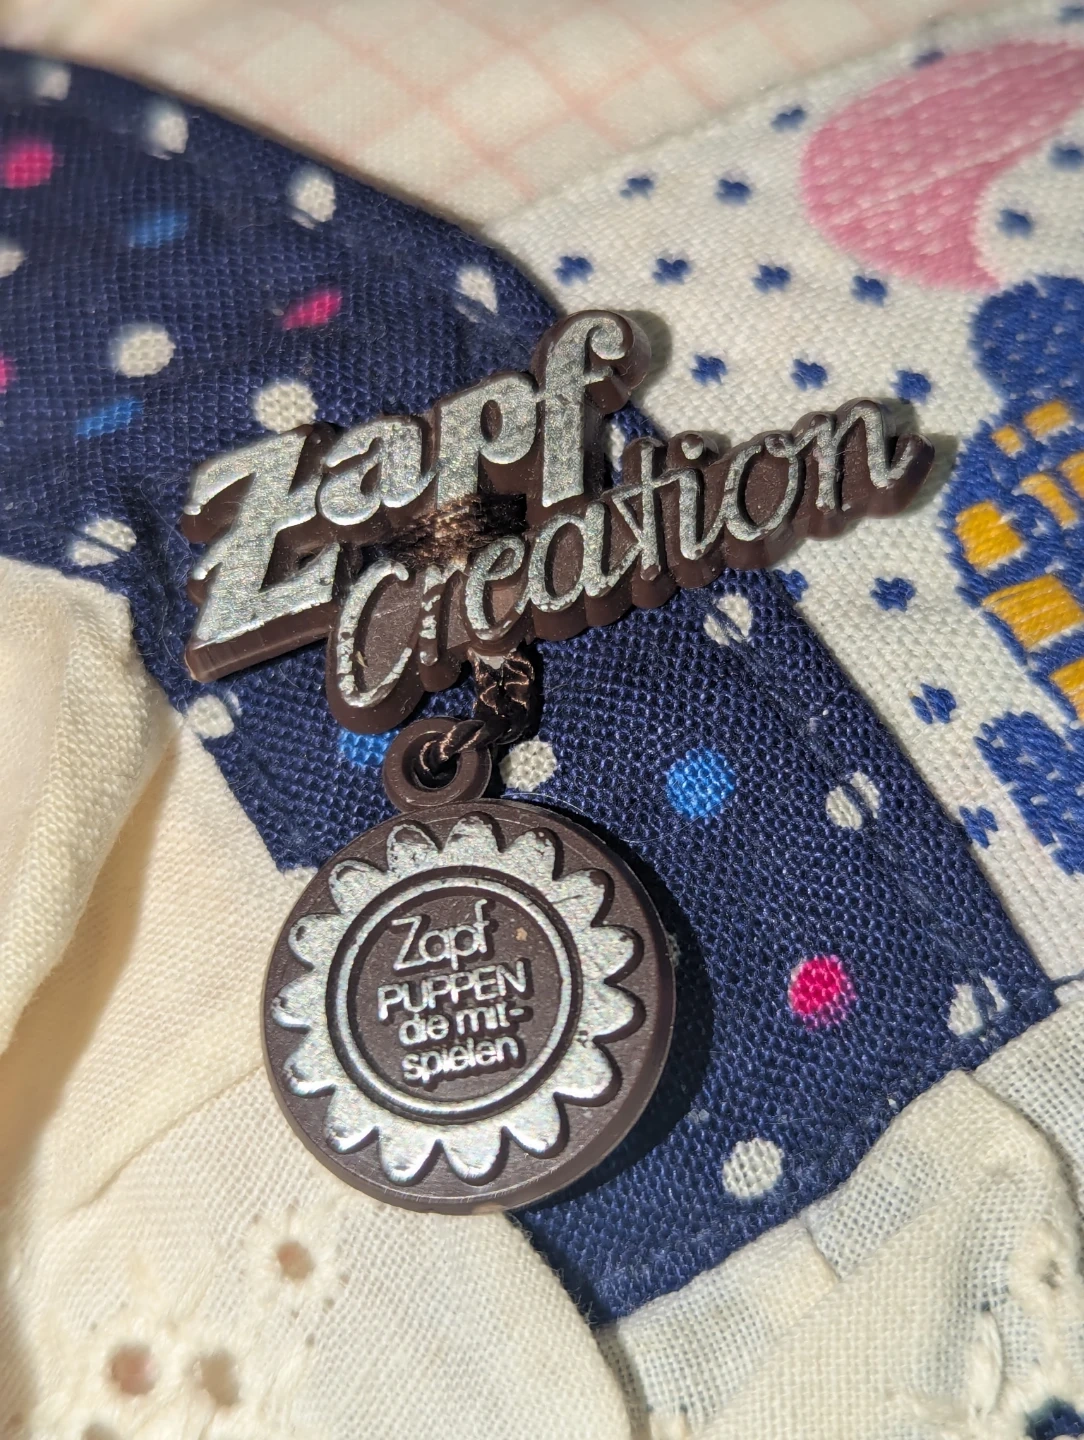 Zapf
creation
Zapf
PUPPEN
die mit-
spielen